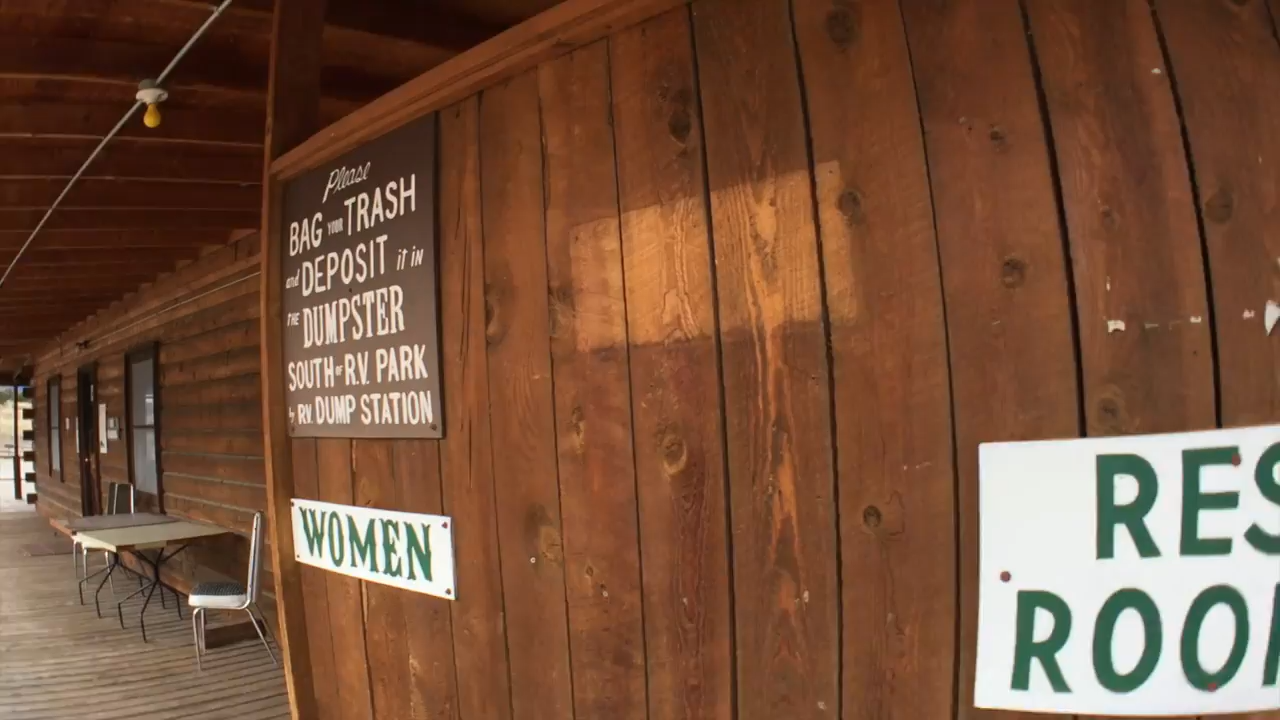 Please
BAG YOUR TRASH
and DEPOSIT it in
THE DUMPSTER
SOUTH OF R.V. PARK
by R.V. DUMP STATION
WOMEN
RES
ROO